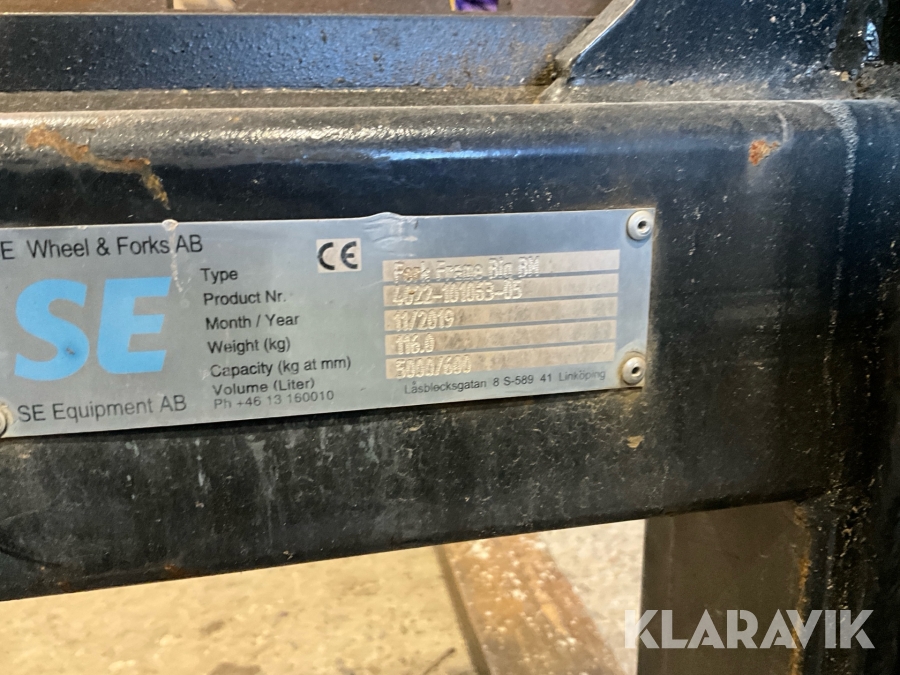 E Wheel & Forks AB
CE
SE
SE Equipment AB
Type Fork Frame Rig BM
Product Nr. 4622-101053-05
Month / Year 11/2019
Weight (kg) 116.0
Capacity (kg at mm) 5000/600
Volume (Liter)
Ph +46 13 160010
Låsblecksgatan 8 S-589 41 Linköping
KLARAVIK